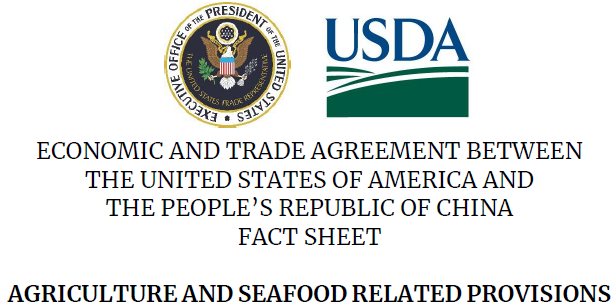 EXECUTIVE OFFICE OF THE PRESIDENT OF THE UNITED STATES
THE UNITED STATES TRADE REPRESENTATIVE
USDA
ECONOMIC AND TRADE AGREEMENT BETWEEN
THE UNITED STATES OF AMERICA AND
THE PEOPLE’S REPUBLIC OF CHINA
FACT SHEET
AGRICULTURE AND SEAFOOD RELATED PROVISIONS